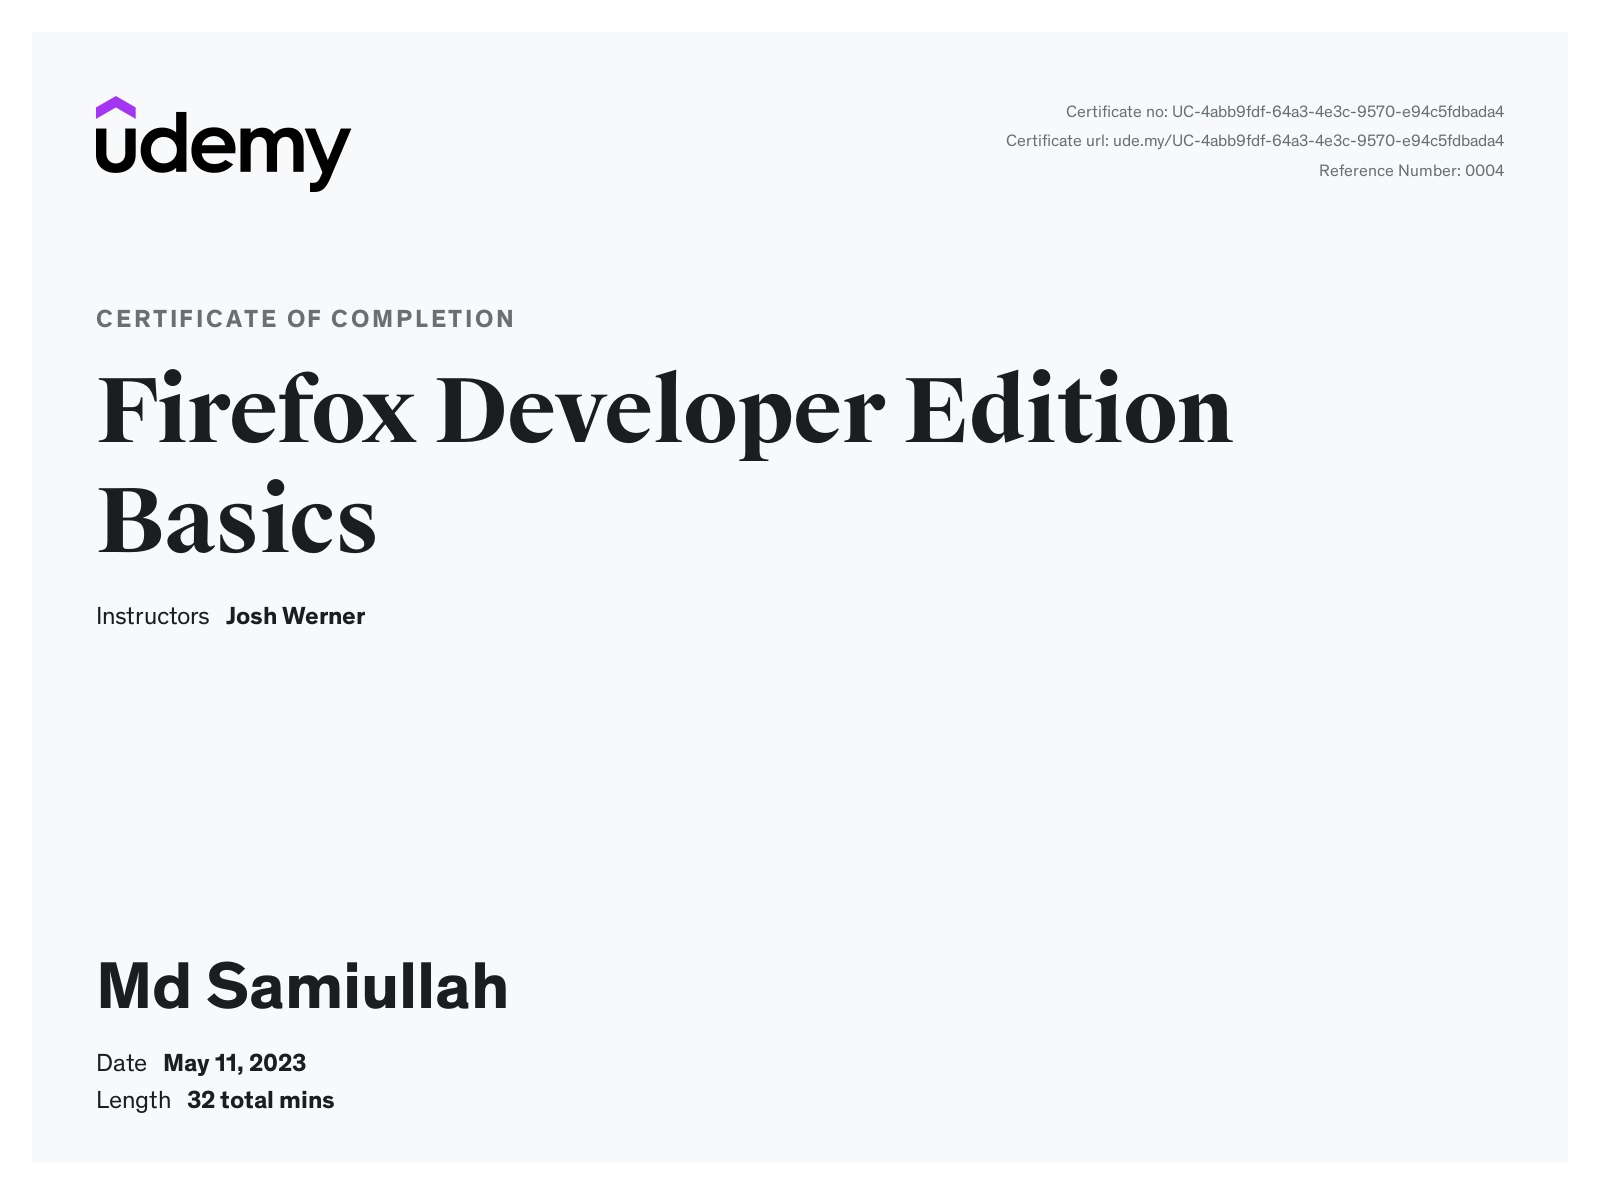 udemy
Certificate no: UC-4abb9fdf-64a3-4e3c-9570-e94c5fdbada4
Certificate url: ude.my/UC-4abb9fdf-64a3-4e3c-9570-e94c5fdbada4
Reference Number: 0004
CERTIFICATE OF COMPLETION
Firefox Developer Edition
Basics
Instructors Josh Werner
Md Samiullah
Date May 11, 2023
Length 32 total mins